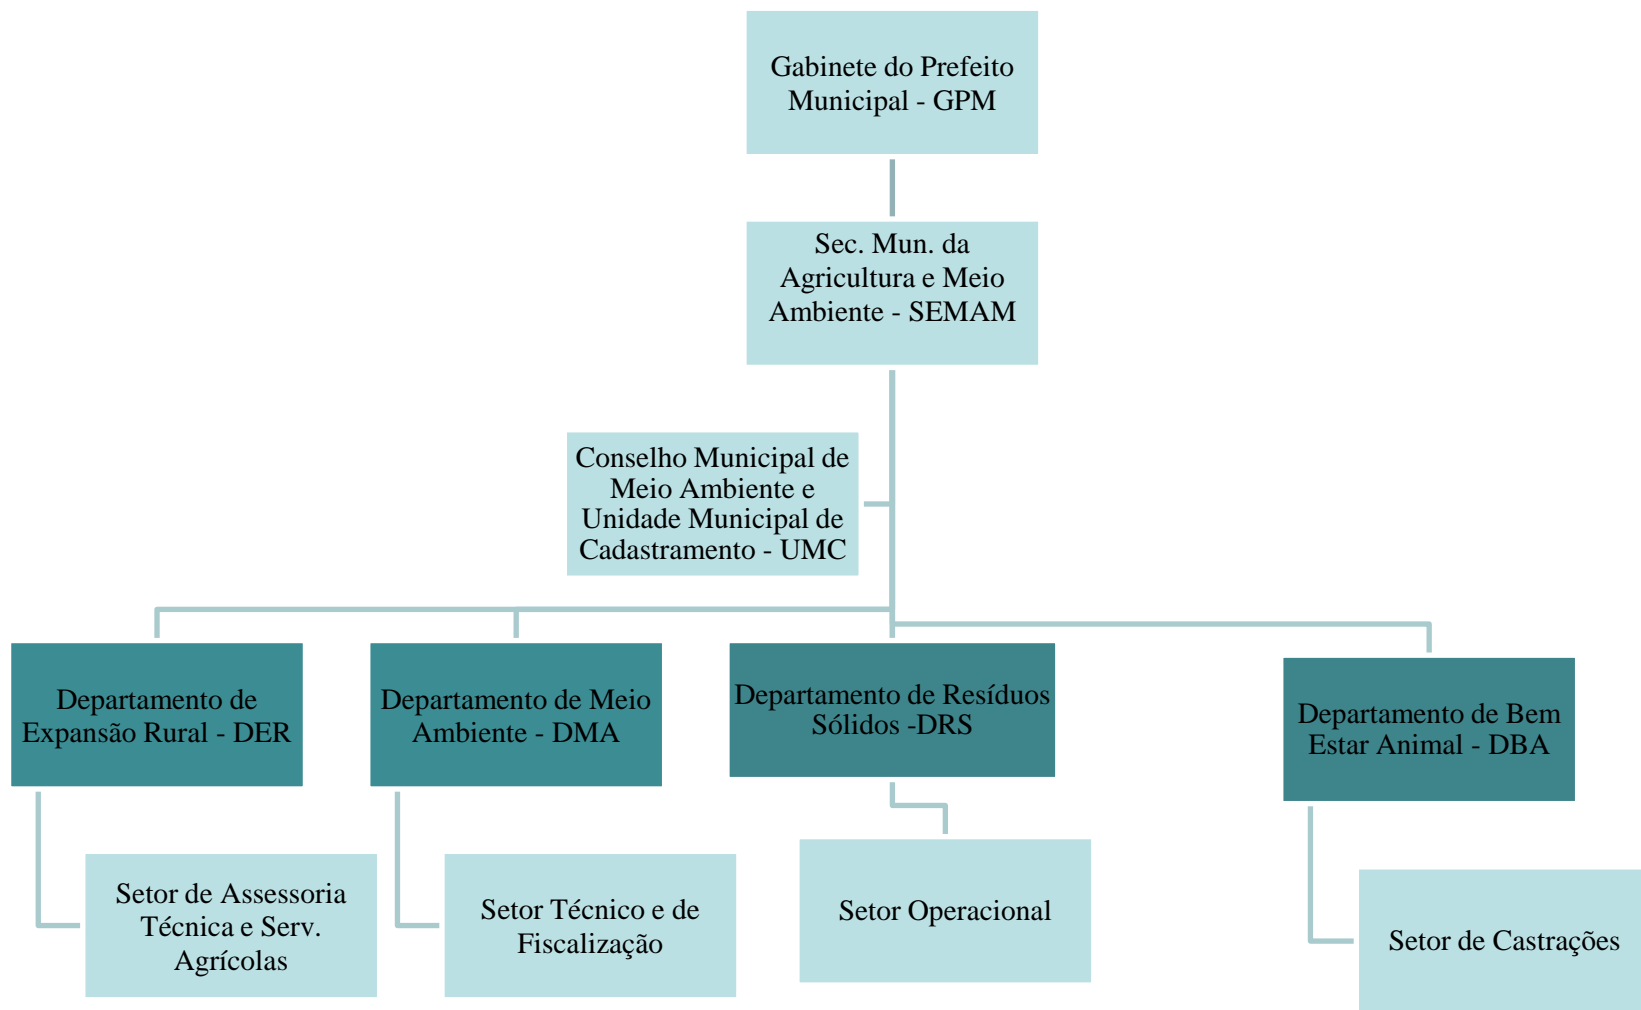 Gabinete do Prefeito
Municipal - GPM
Sec. Mun. da
Agricultura e Meio
Ambiente - SEMAM
Conselho Municipal de
Meio Ambiente e
Unidade Municipal de
Cadastramento - UMC
Departamento de
Expansão Rural - DER
Departamento de Meio
Ambiente - DMA
Departamento de Resíduos
Sólidos -DRS
Departamento de Bem
Estar Animal - DBA
Setor de Assessoria
Técnica e Serv.
Agrícolas
Setor Técnico e de
Fiscalização
Setor Operacional
Setor de Castrações